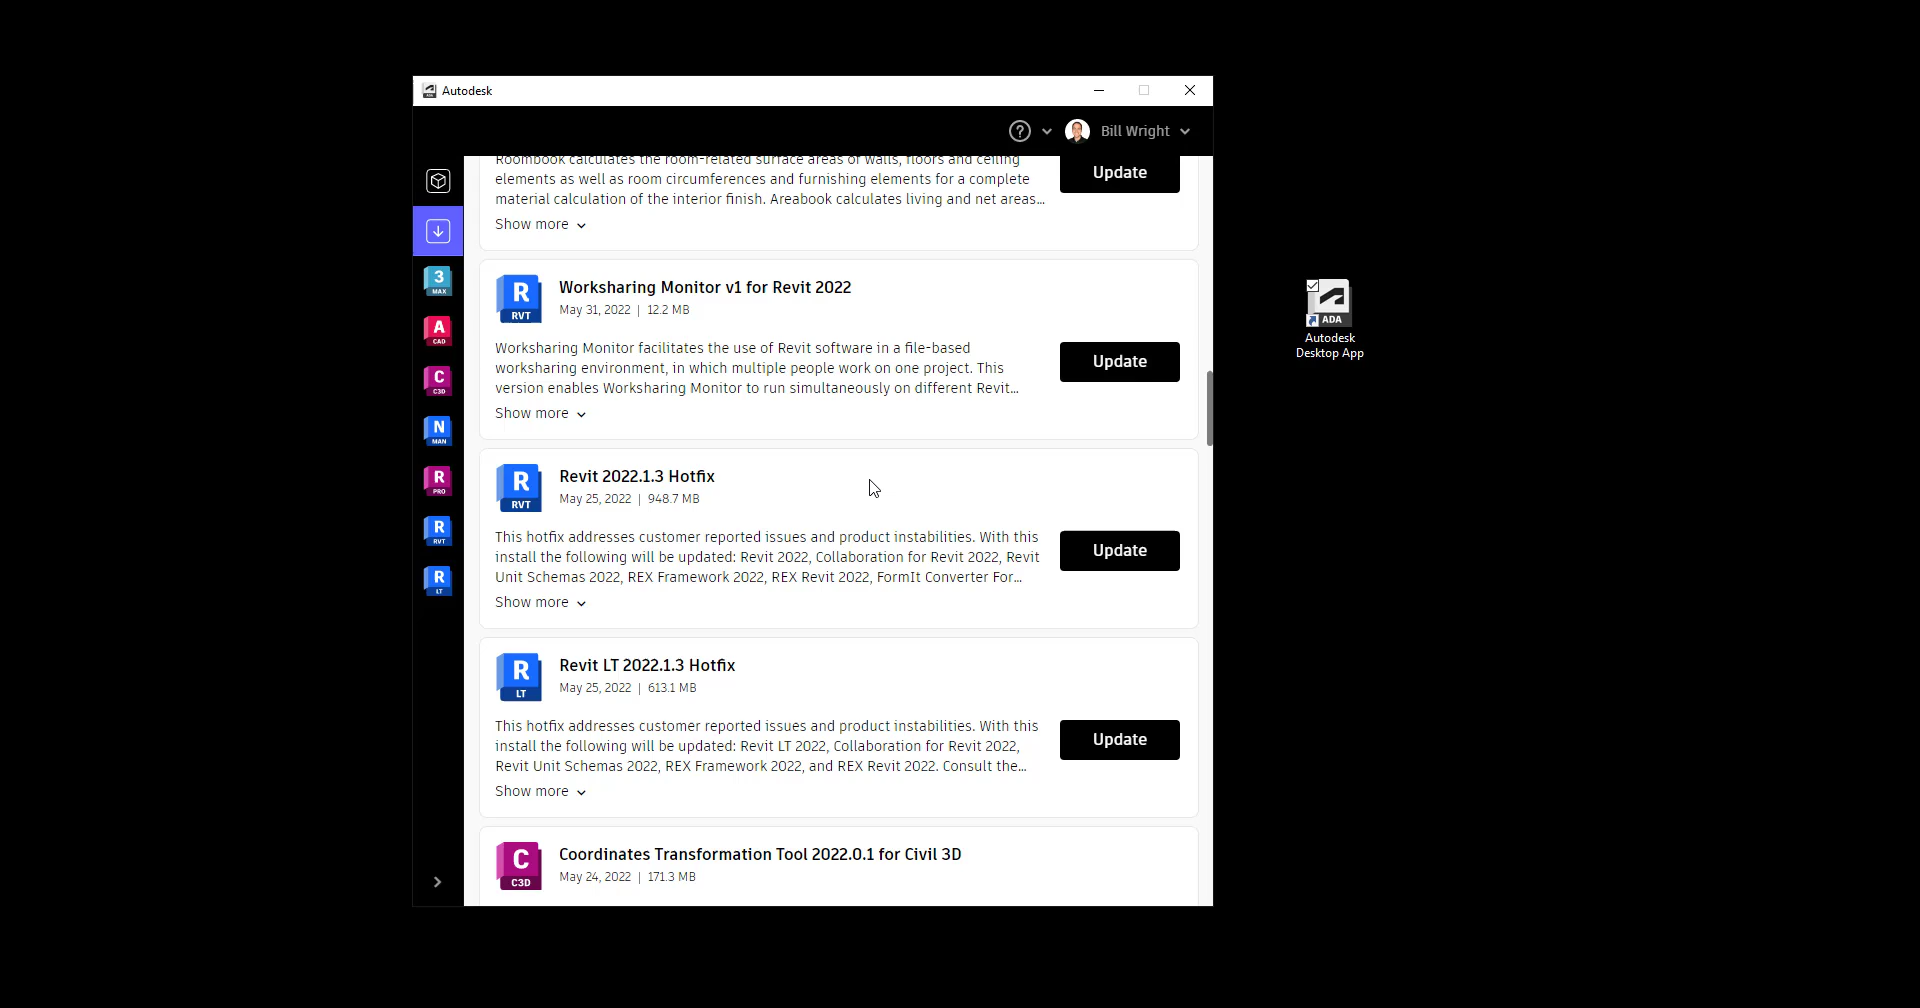 Autodesk
Bill Wright
Roombook calculates the room-related surface areas of walls, floors and ceiling
elements as well as room circumferences and furnishing elements for a complete
material calculation of the interior finish. Areabook calculates living and net areas...
Update
Show more
R
RVT
Worksharing Monitor v1 for Revit 2022
May 31, 2022 | 12.2 MB
Worksharing Monitor facilitates the use of Revit software in a file-based
worksharing environment, in which multiple people work on one project. This
version enables Worksharing Monitor to run simultaneously on different Revit...
Update
Show more
R
RVT
Revit 2022.1.3 Hotfix
May 25, 2022 | 948.7 MB
This hotfix addresses customer reported issues and product instabilities. With this
install the following will be updated: Revit 2022, Collaboration for Revit 2022, Revit
Unit Schemas 2022, REX Framework 2022, REX Revit 2022, FormIt Converter For...
Update
Show more
R
LT
Revit LT 2022.1.3 Hotfix
May 25, 2022 | 613.1 MB
This hotfix addresses customer reported issues and product instabilities. With this
install the following will be updated: Revit LT 2022, Collaboration for Revit 2022,
Revit Unit Schemas 2022, REX Framework 2022, and REX Revit 2022. Consult the...
Update
Show more
C
C3D
Coordinates Transformation Tool 2022.0.1 for Civil 3D
May 24, 2022 | 171.3 MB
3
MAX
A
CAD
C
C3D
N
MAN
R
PRO
R
RVT
R
LT
ADA
Autodesk
Desktop App